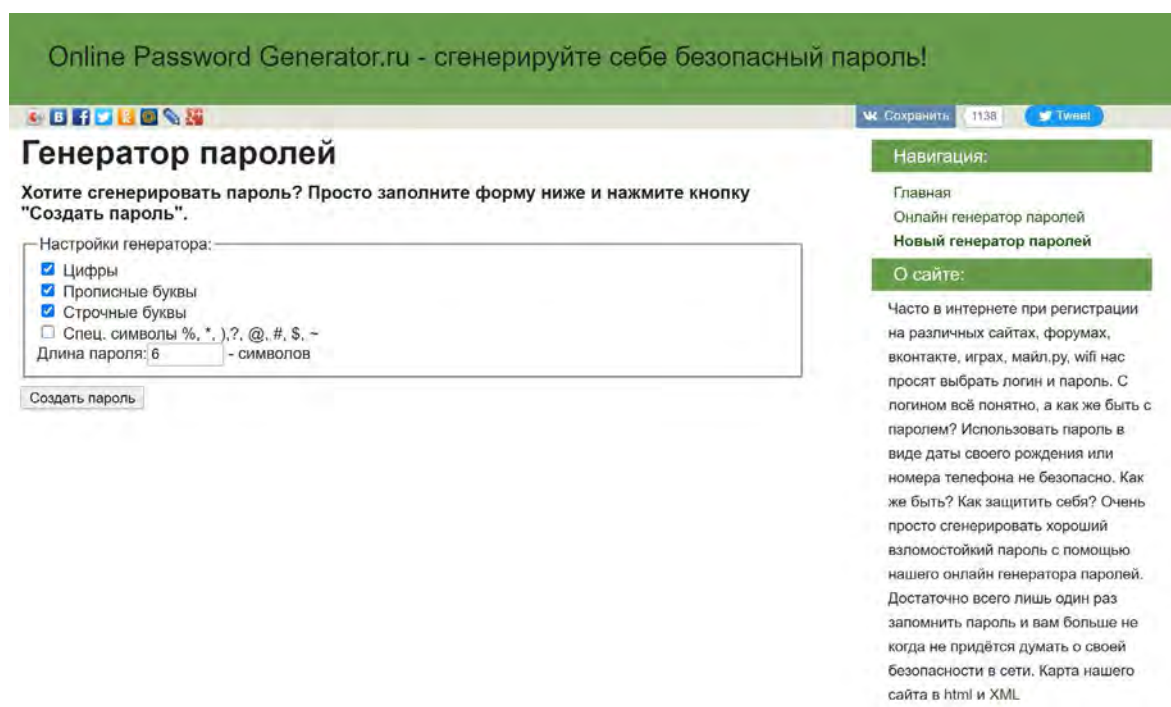 Online Password Generator.ru - сгенерируйте себе безопасный пароль!
Сохранить 1138 Tweet
Генератор паролей
Хотите сгенерировать пароль? Просто заполните форму ниже и нажмите кнопку
"Создать пароль".
Настройки генератора:
Цифры
Прописные буквы
Строчные буквы
Спец. символы %, *, ),?, @, #, $, ~
Длина пароля: 6 - символов
Создать пароль
Навигация:
Главная
Онлайн генератор паролей
Новый генератор паролей
О сайте:
Часто в интернете при регистрации
на различных сайтах, форумах,
вконтакте, играх, майл.ру, wifi нас
просят выбрать логин и пароль. С
логином всё понятно, а как же быть с
паролем? Использовать пароль в
виде даты своего рождения или
номера телефона не безопасно. Как
же быть? Как защитить себя? Очень
просто сгенерировать хороший
взломостойкий пароль с помощью
нашего онлайн генератора паролей.
Достаточно всего лишь один раз
запомнить пароль и вам больше не
когда не придётся думать о своей
безопасности в сети. Карта нашего
сайта в html и XML